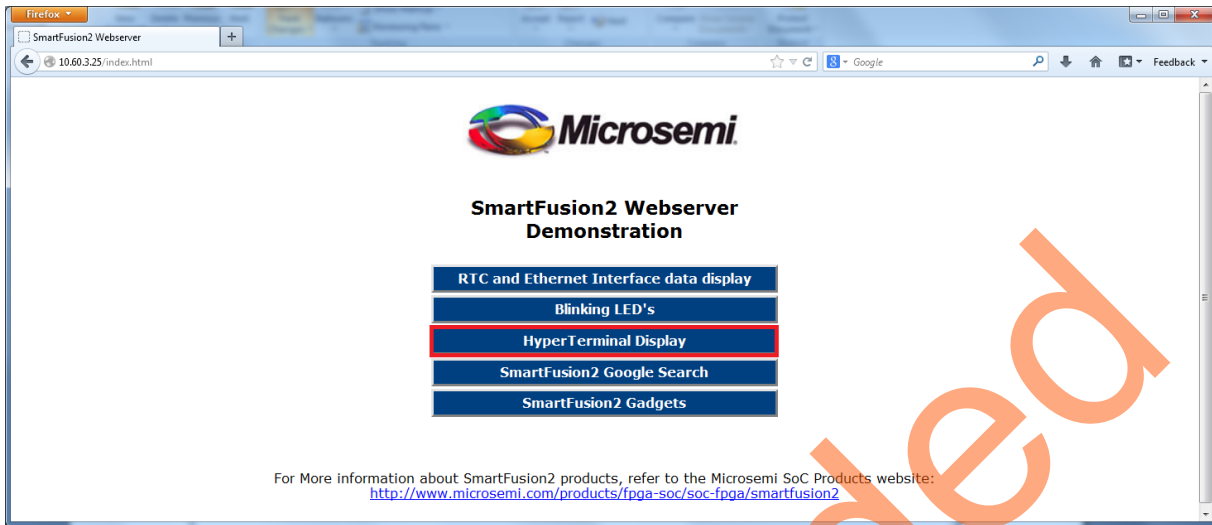 Firefox
SmartFusion2 Webserver
10.60.3.25/index.html
Google
Feedback
Microsemi.
SmartFusion2 Webserver
Demonstration
RTC and Ethernet Interface data display
Blinking LED's
HyperTerminal Display
SmartFusion2 Google Search
SmartFusion2 Gadgets
For More information about SmartFusion2 products, refer to the Microsemi SoC Products website:
http://www.microsemi.com/products/fpga-soc/soc-fpga/smartfusion2
ded